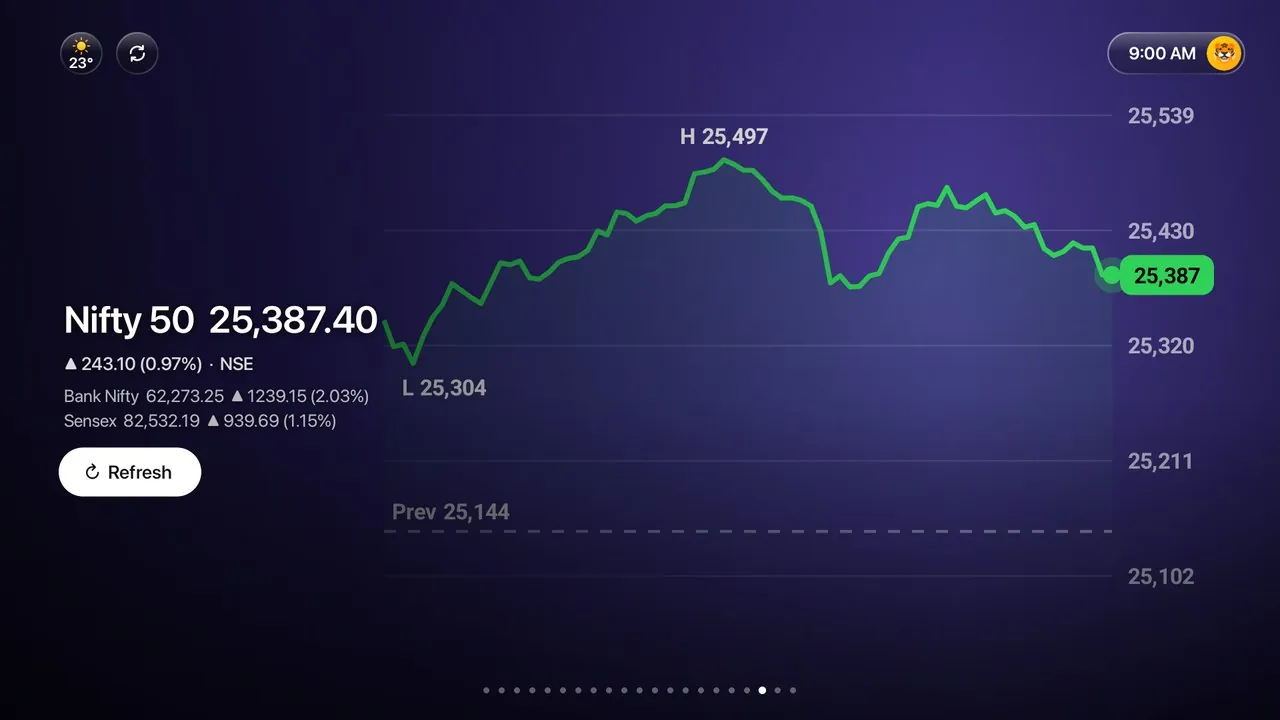 23°
9:00 AM
25,539
H 25,497
25,430
25,387
Nifty 50 25,387.40
25,320
▲ 243.10 (0.97%) · NSE
L 25,304
Bank Nifty 62,273.25 ▲ 1239.15 (2.03%)
Sensex 82,532.19 ▲ 939.69 (1.15%)
25,211
Refresh
Prev 25,144
25,102